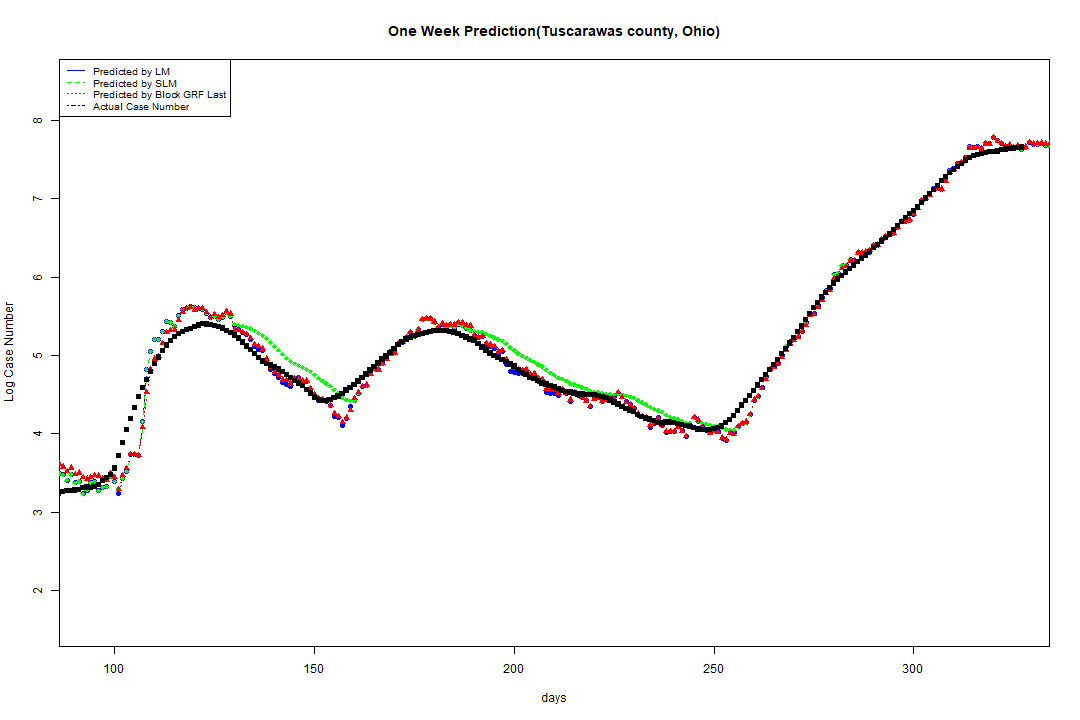 One Week Prediction(Tuscarawas county, Ohio)
Predicted by LM
Predicted by SLM
Predicted by Block GRF Last
Actual Case Number
Log Case Number
8
7
6
5
4
3
2
100 150 200 250 300
days